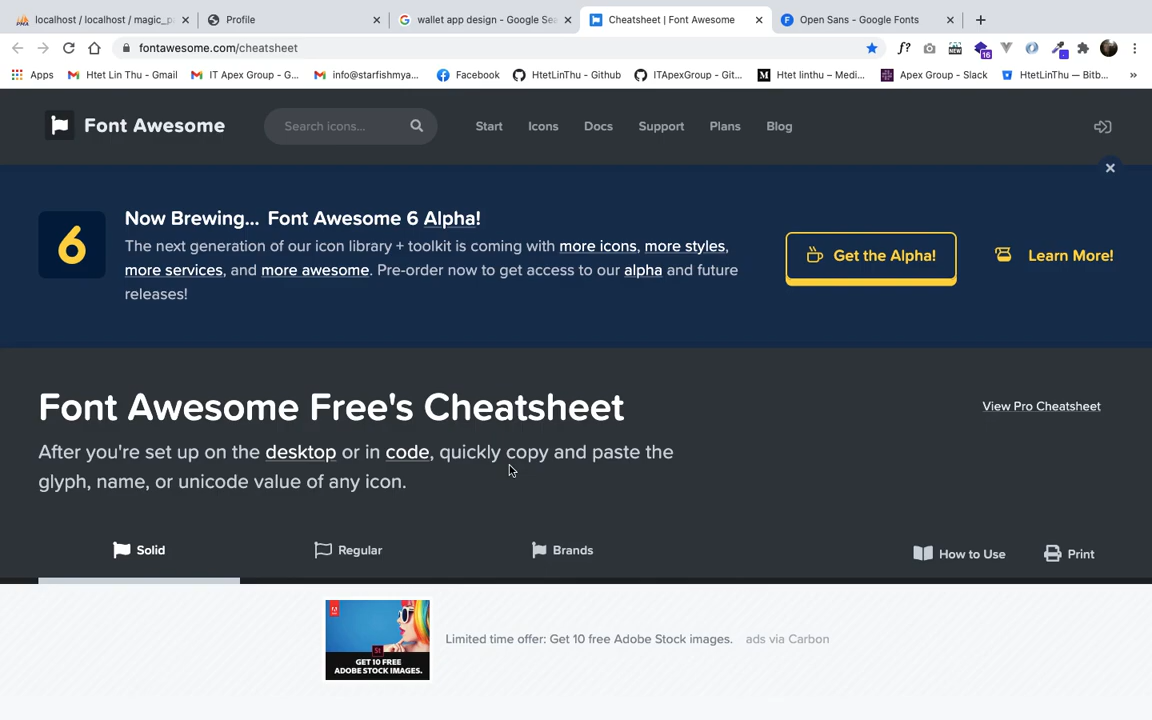 localhost / localhost / magic_p
Profile
wallet app design - Google Sea
Cheatsheet | Font Awesome
Open Sans - Google Fonts
fontawesome.com/cheatsheet
f?
NEW
16
Apps
Htet Lin Thu - Gmail
IT Apex Group - G...
info@starfishmya...
Facebook
HtetLinThu - Github
ITApexGroup - Git...
Htet linthu – Medi...
Apex Group - Slack
HtetLinThu — Bitb...
»
Font Awesome
Search icons...
Start
Icons
Docs
Support
Plans
Blog
6
Now Brewing... Font Awesome 6 Alpha!
The next generation of our icon library + toolkit is coming with more icons, more styles,
more services, and more awesome. Pre-order now to get access to our alpha and future
releases!
Get the Alpha!
Learn More!
Font Awesome Free's Cheatsheet
View Pro Cheatsheet
After you're set up on the desktop or in code, quickly copy and paste the
glyph, name, or unicode value of any icon.
Solid
Regular
Brands
How to Use
Print
St
GET 10 FREE
ADOBE STOCK IMAGES.
Limited time offer: Get 10 free Adobe Stock images.
ads via Carbon